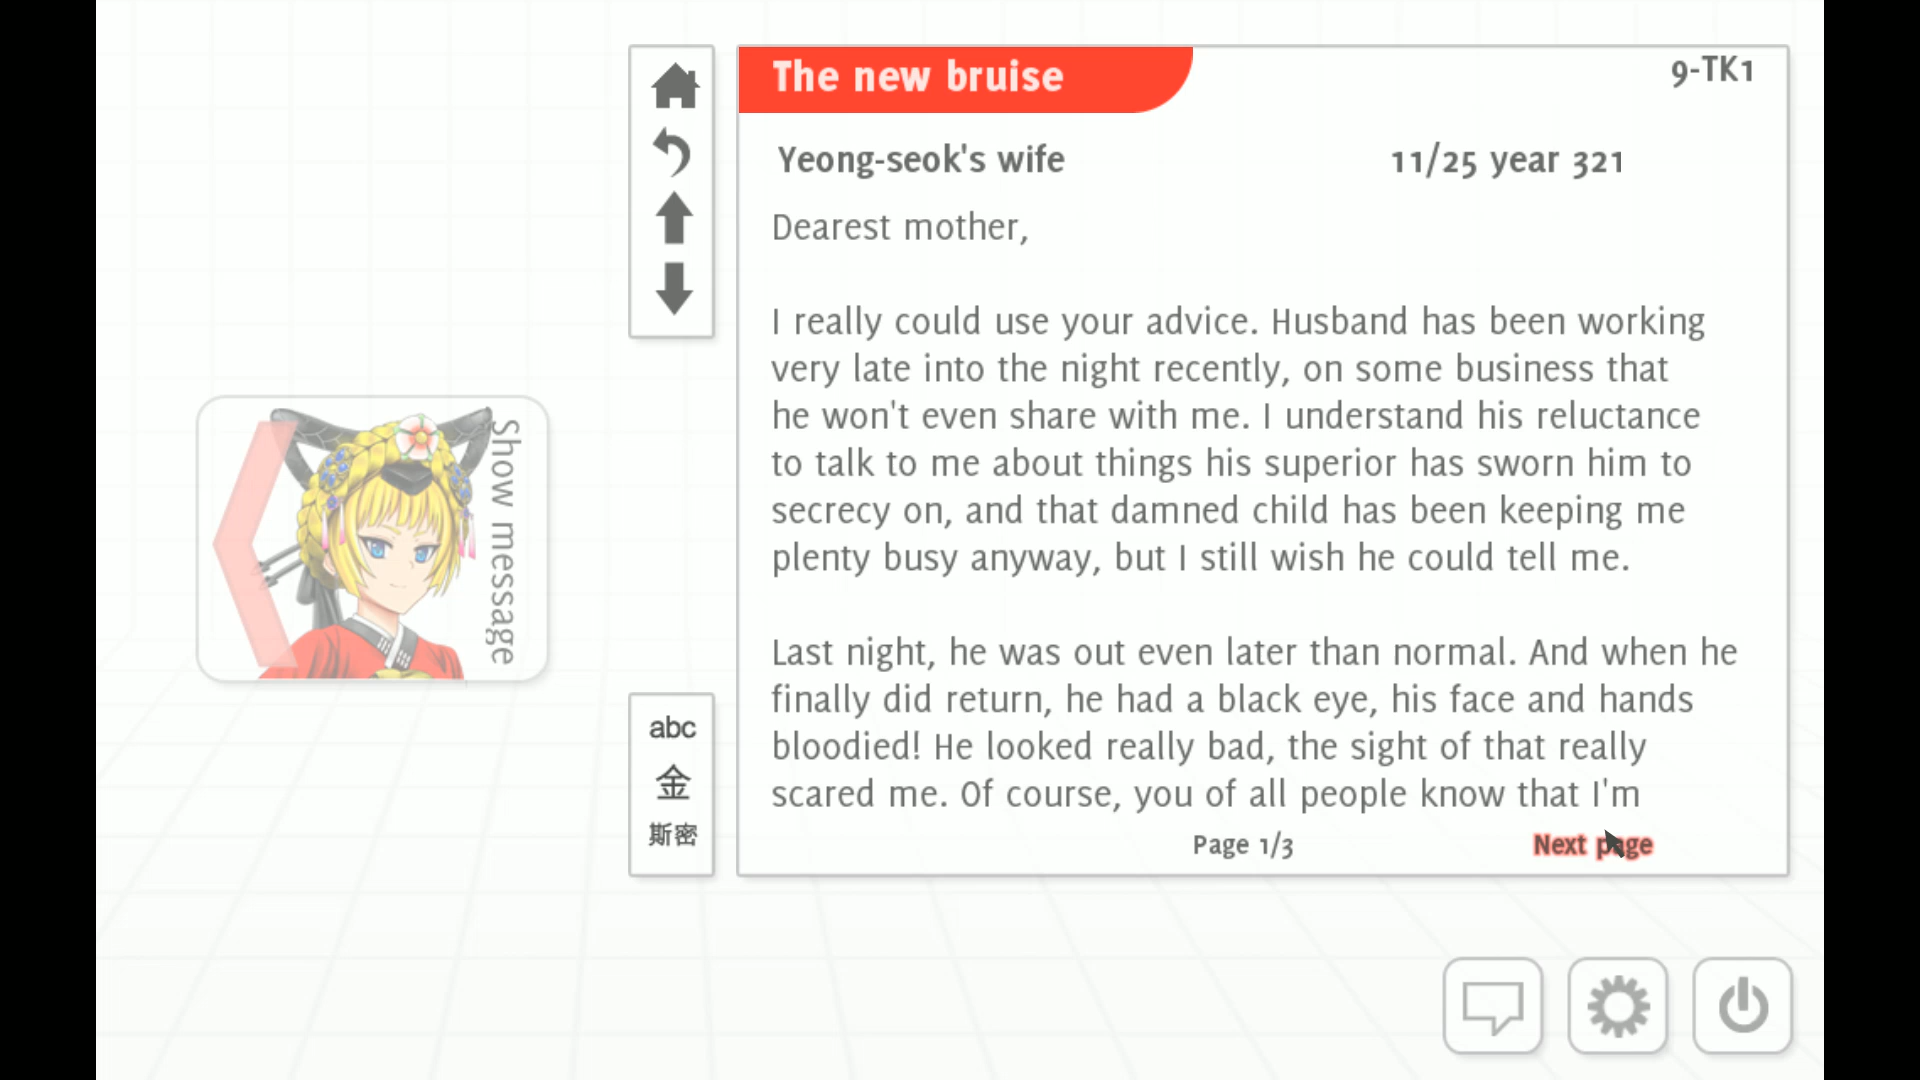 The new bruise
9-TK1
Yeong-seok's wife
11/25 year 321
Dearest mother,
I really could use your advice. Husband has been working
very late into the night recently, on some business that
he won't even share with me. I understand his reluctance
to talk to me about things his superior has sworn him to
secrecy on, and that damned child has been keeping me
plenty busy anyway, but I still wish he could tell me.
Last night, he was out even later than normal. And when he
finally did return, he had a black eye, his face and hands
bloodied! He looked really bad, the sight of that really
scared me. Of course, you of all people know that I'm
Page 1/3
Next page
Show message
abc
金
斯密